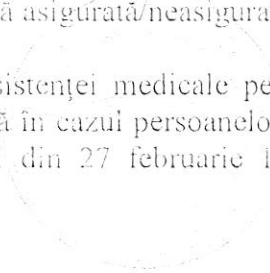 ă asigurată/neasigura
sistenței medicale pe
ă în cazul persoanelo
din 27 februarie 1